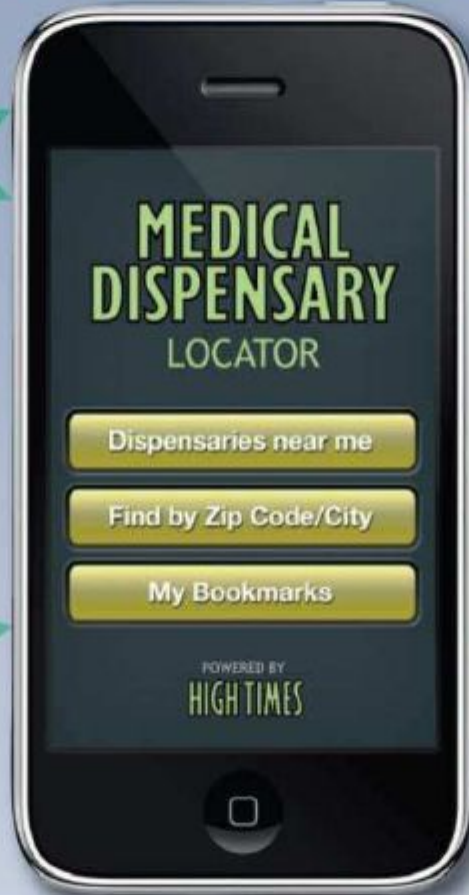 MEDICAL
DISPENSARY
LOCATOR
Dispensaries near me
Find by Zip Code/City
My Bookmarks
POWERED BY
HIGH TIMES